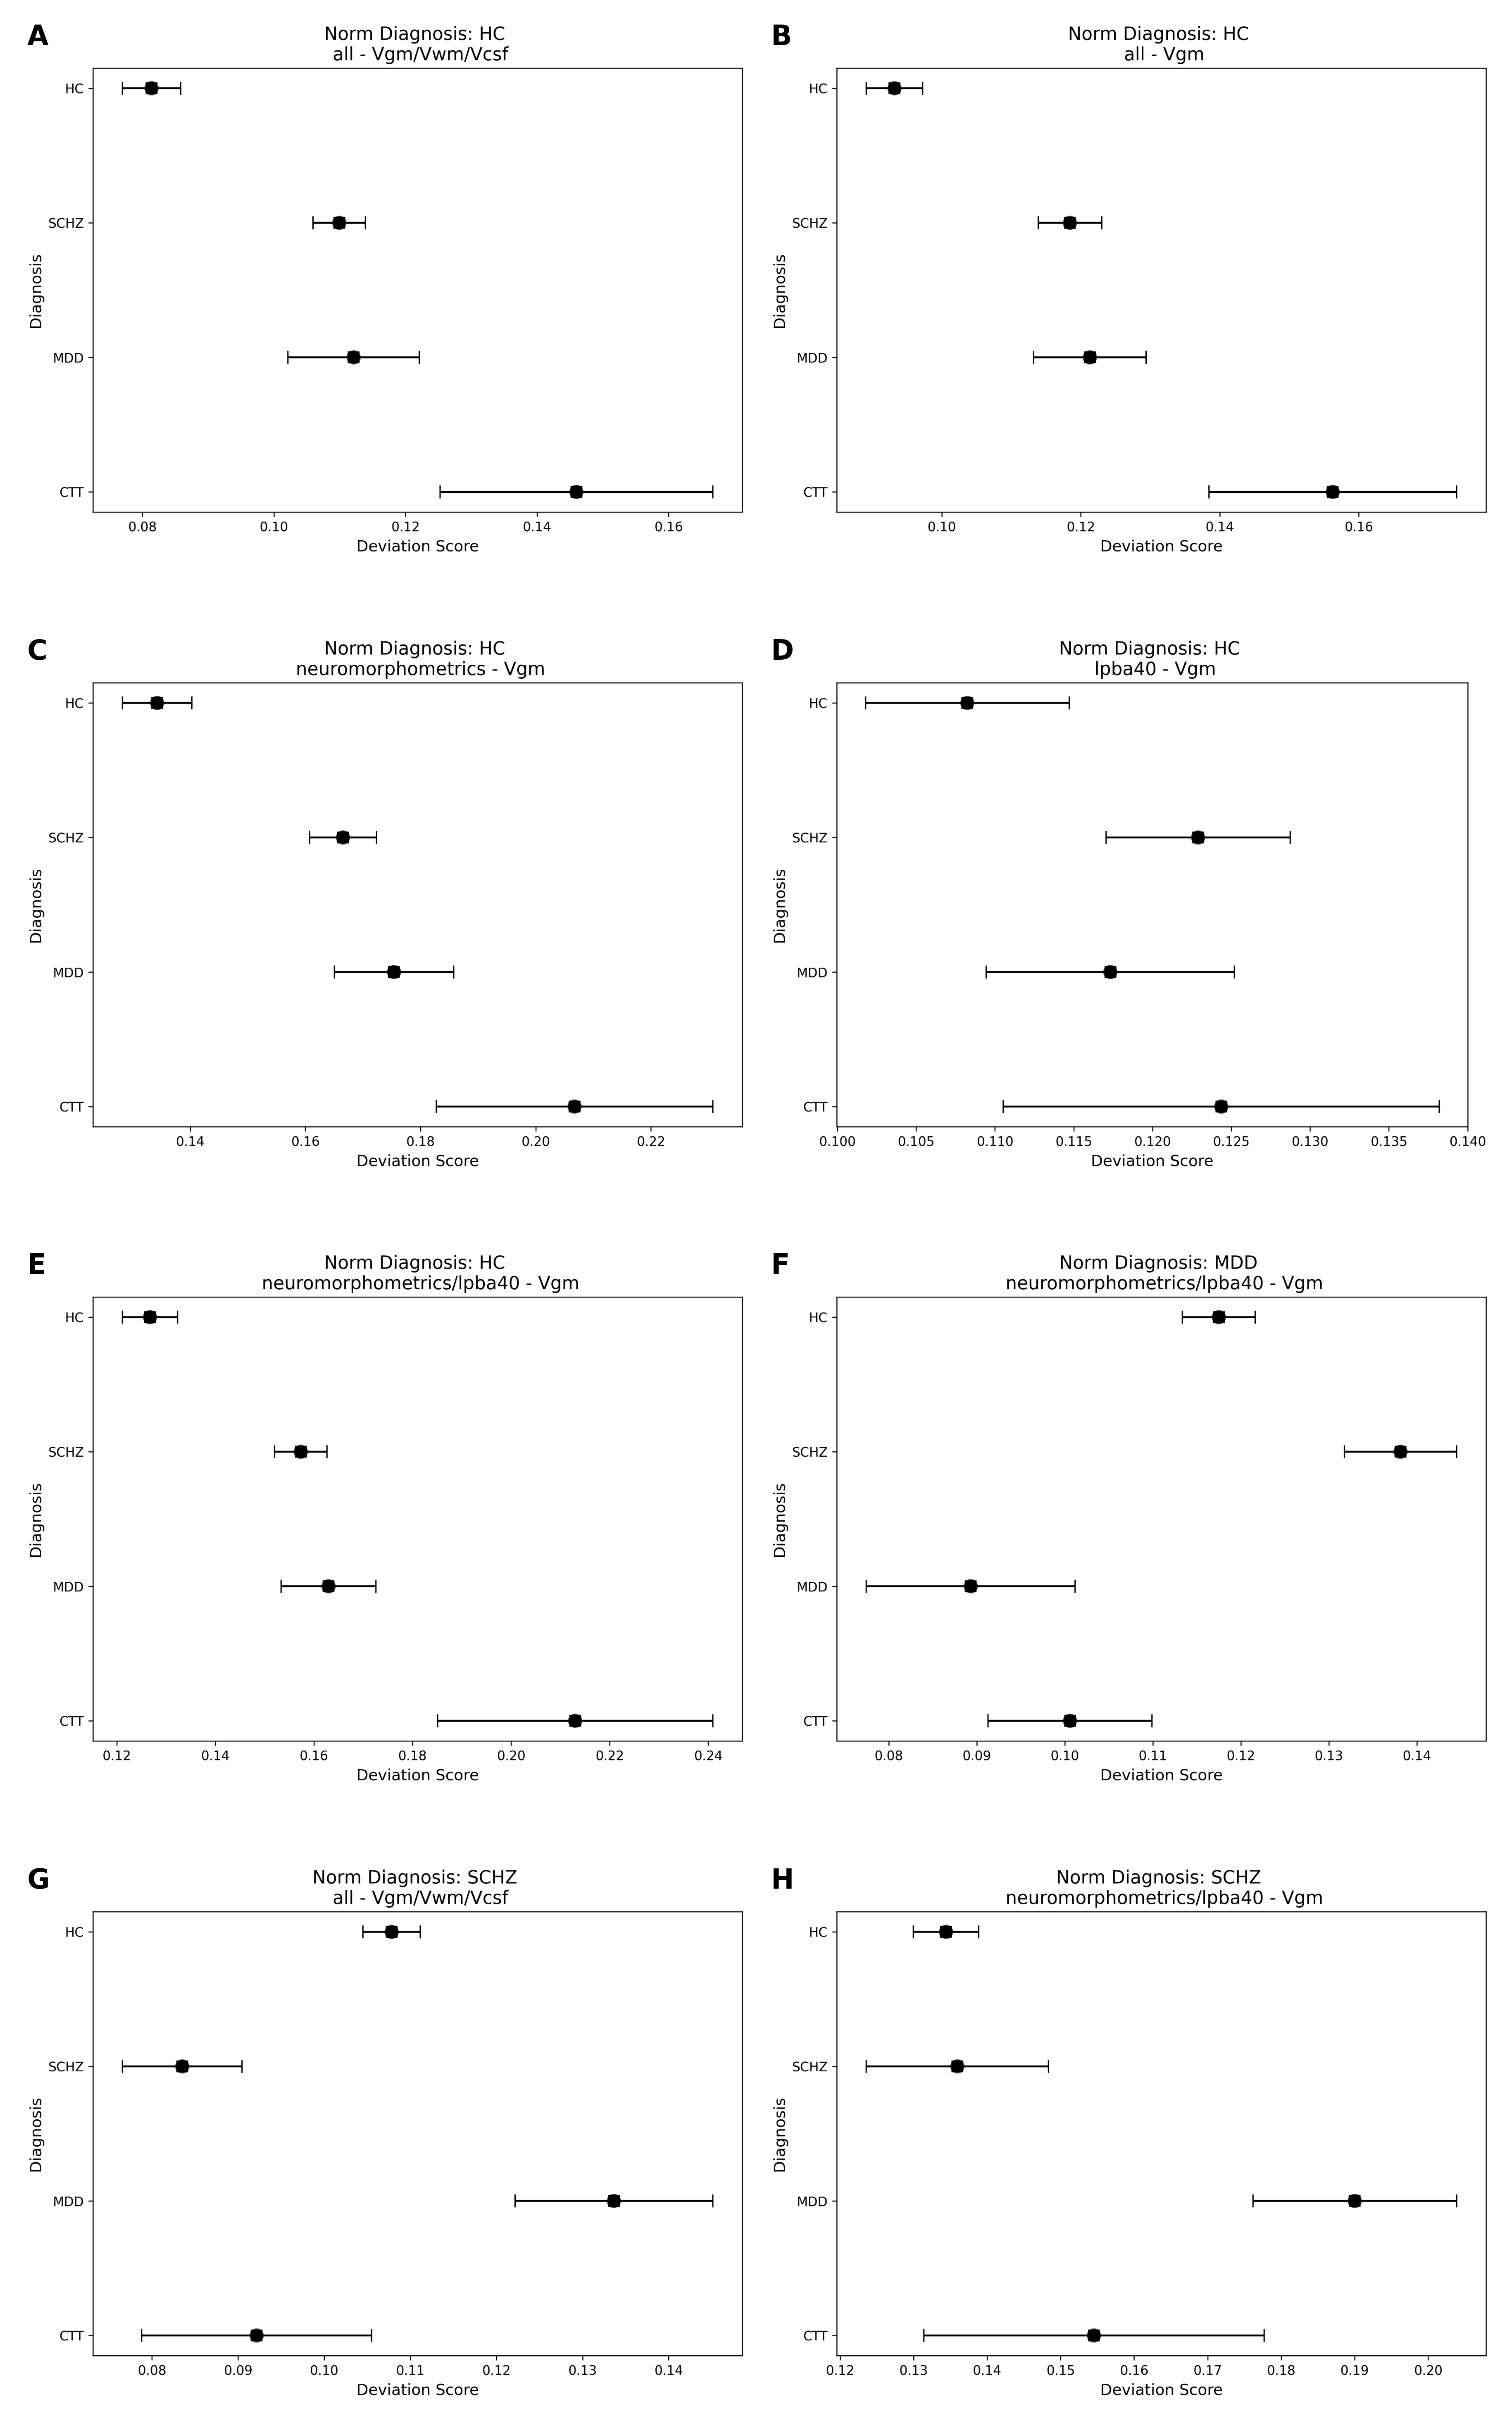 A
Norm Diagnosis: HC
all - Vgm/Vwm/Vcsf
HC
SCHZ
MDD
CTT
Diagnosis
0.08 0.10 0.12 0.14 0.16
Deviation Score
B
Norm Diagnosis: HC
all - Vgm
HC
SCHZ
MDD
CTT
Diagnosis
0.10 0.12 0.14 0.16
Deviation Score
C
Norm Diagnosis: HC
neuromorphometrics - Vgm
HC
SCHZ
MDD
CTT
Diagnosis
0.14 0.16 0.18 0.20 0.22
Deviation Score
D
Norm Diagnosis: HC
lpba40 - Vgm
HC
SCHZ
MDD
CTT
Diagnosis
0.100 0.105 0.110 0.115 0.120 0.125 0.130 0.135 0.140
Deviation Score
E
Norm Diagnosis: HC
neuromorphometrics/lpba40 - Vgm
HC
SCHZ
MDD
CTT
Diagnosis
0.12 0.14 0.16 0.18 0.20 0.22 0.24
Deviation Score
F
Norm Diagnosis: MDD
neuromorphometrics/lpba40 - Vgm
HC
SCHZ
MDD
CTT
Diagnosis
0.08 0.09 0.10 0.11 0.12 0.13 0.14
Deviation Score
G
Norm Diagnosis: SCHZ
all - Vgm/Vwm/Vcsf
HC
SCHZ
MDD
CTT
Diagnosis
0.08 0.09 0.10 0.11 0.12 0.13 0.14
Deviation Score
H
Norm Diagnosis: SCHZ
neuromorphometrics/lpba40 - Vgm
HC
SCHZ
MDD
CTT
Diagnosis
0.12 0.13 0.14 0.15 0.16 0.17 0.18 0.19 0.20
Deviation Score